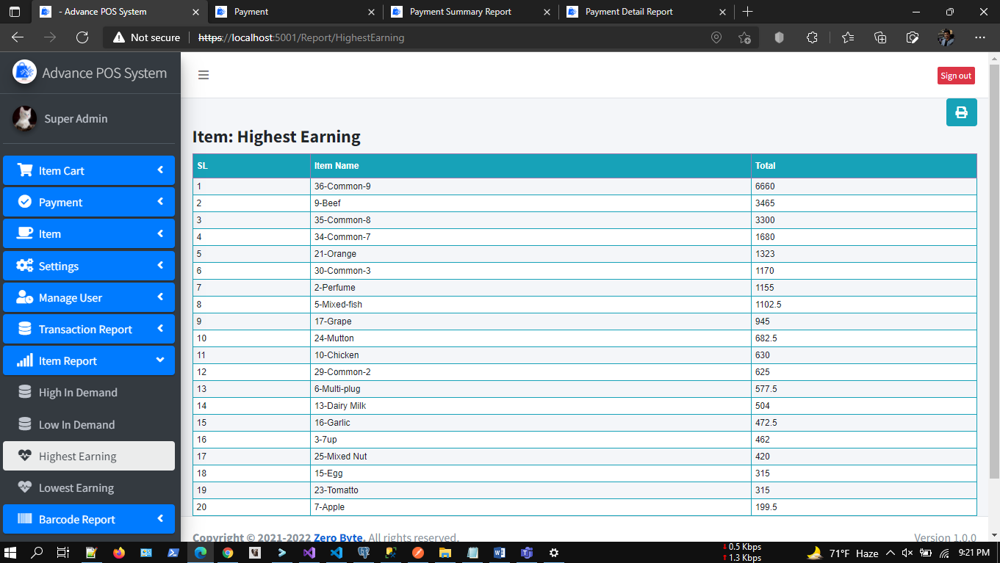 - Advance POS System
Payment
Payment Summary Report
Payment Detail Report
Not secure https://localhost:5001/Report/HighestEarning
Advance POS System
Sign out
Super Admin
Item Cart
Payment
Item
Settings
Manage User
Transaction Report
Item Report
High In Demand
Low In Demand
Highest Earning
Lowest Earning
Barcode Report
Item: Highest Earning
SL Item Name Total
1 36-Common-9 6660
2 9-Beef 3465
3 35-Common-8 3300
4 34-Common-7 1680
5 21-Orange 1323
6 30-Common-3 1170
7 2-Perfume 1155
8 5-Mixed-fish 1102.5
9 17-Grape 945
10 24-Mutton 682.5
11 10-Chicken 630
12 29-Common-2 625
13 6-Multi-plug 577.5
14 13-Dairy Milk 504
15 16-Garlic 472.5
16 3-7up 462
17 25-Mixed Nut 420
18 15-Egg 315
19 23-Tomatto 315
20 7-Apple 199.5
Copyright © 2021-2022 Zero Byte. All rights reserved.
Version 1.0.0
0.5 Kbps
1.3 Kbps
71°F Haze
9:21 PM